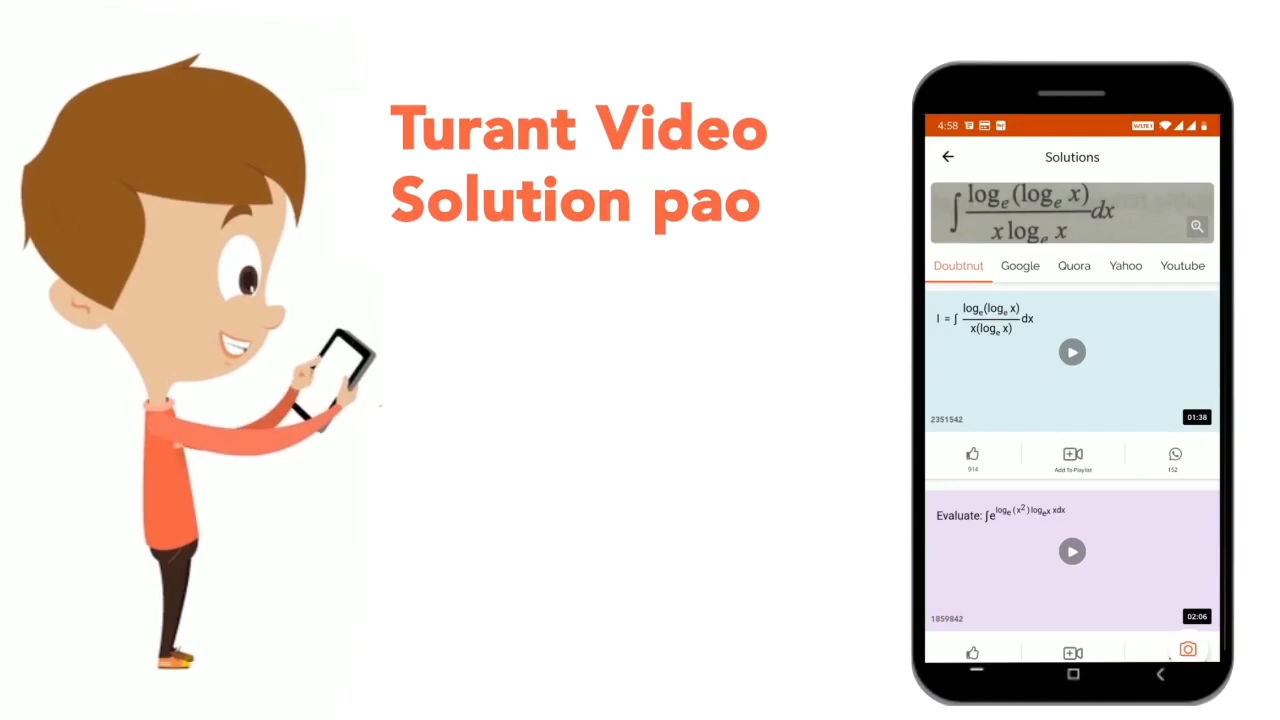 Turant Video
Solution pao
4:58
VoLTE1
Solutions
∫ logₑ(logₑ x) / x logₑ x dx
Doubtnut Google Quora Yahoo Youtube
I = ∫ logₑ(logₑ x) / x(logₑ x) dx
2351542 01:38
914 Add To Playlist 152
Evaluate: ∫e^logₑ(x²)logₑx xdx
1859842 02:06